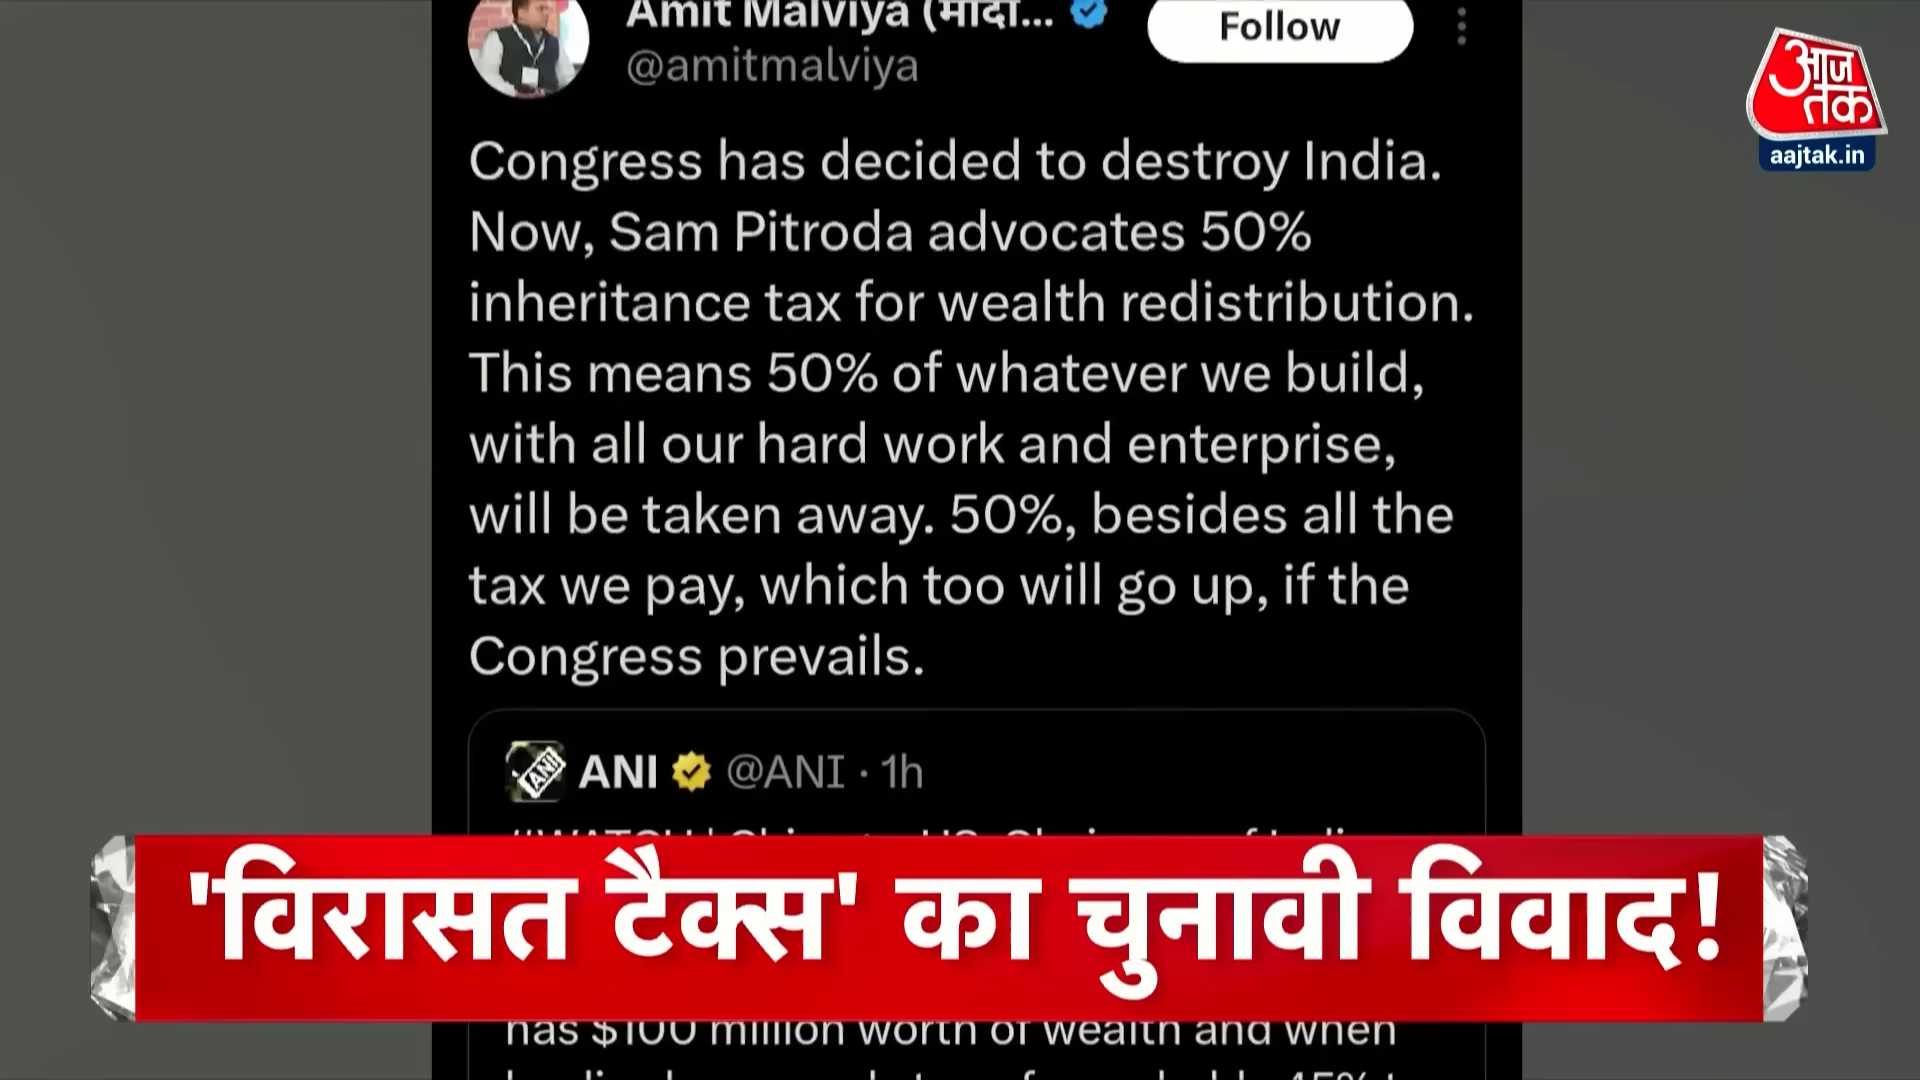 Amit Malviya (मोदी...
Follow
@amitmalviya
आज
तक
aajtak.in
Congress has decided to destroy India.
Now, Sam Pitroda advocates 50%
inheritance tax for wealth redistribution.
This means 50% of whatever we build,
with all our hard work and enterprise,
will be taken away. 50%, besides all the
tax we pay, which too will go up, if the
Congress prevails.
ANI @ANI · 1h
'विरासत टैक्स' का चुनावी विवाद!
has $100 million worth of wealth and when